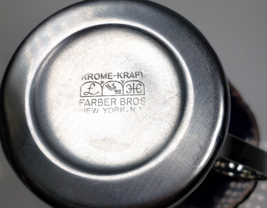 KROME-KRAFT
FARBER BROS
NEW YORK, N.